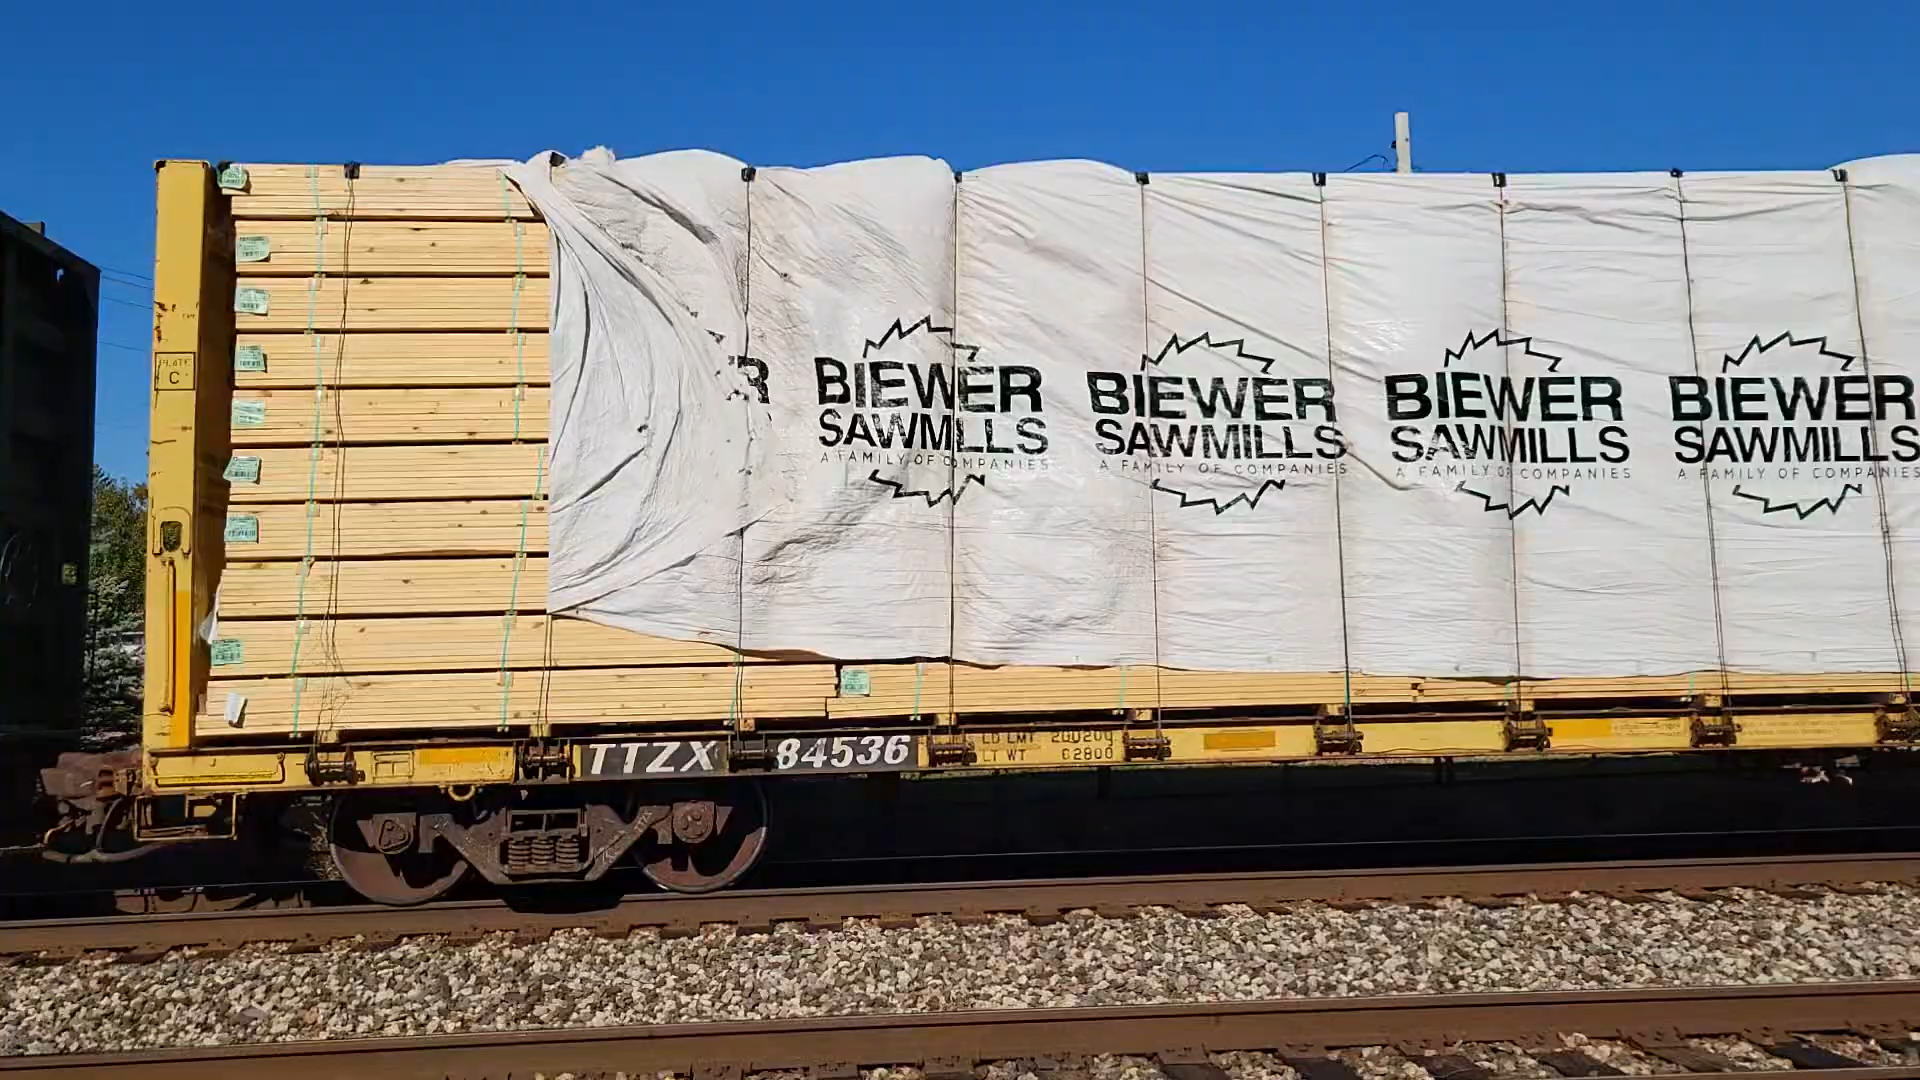 PLATE
C
R
BIEWER
SAWMILLS
A FAMILY OF COMPANIES
BIEWER
SAWMILLS
A FAMILY OF COMPANIES
BIEWER
SAWMILLS
A FAMILY OF COMPANIES
BIEWER
SAWMILLS
A FAMILY OF COMPANIES
TTZX 84536
LD LMT
LT WT 62800